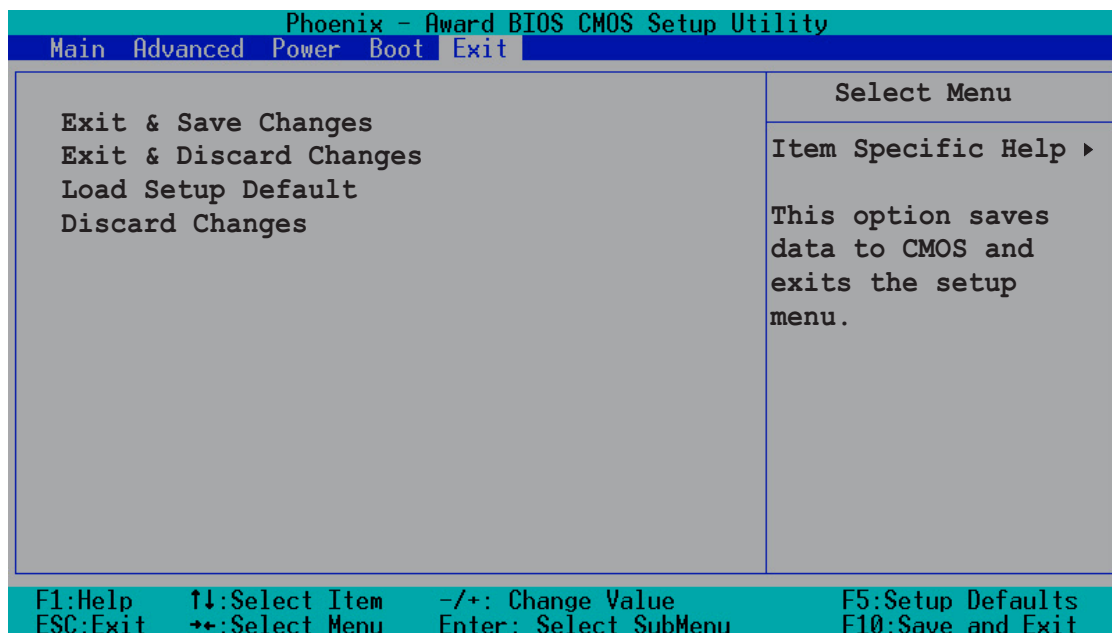 Phoenix - Award BIOS CMOS Setup Utility
Main Advanced Power Boot Exit
Exit & Save Changes
Exit & Discard Changes
Load Setup Default
Discard Changes
Select Menu
Item Specific Help ▸
This option saves
data to CMOS and
exits the setup
menu.
F1:Help ↑↓:Select Item -/+: Change Value F5:Setup Defaults
ESC:Exit →←:Select Menu Enter: Select SubMenu F10:Save and Exit